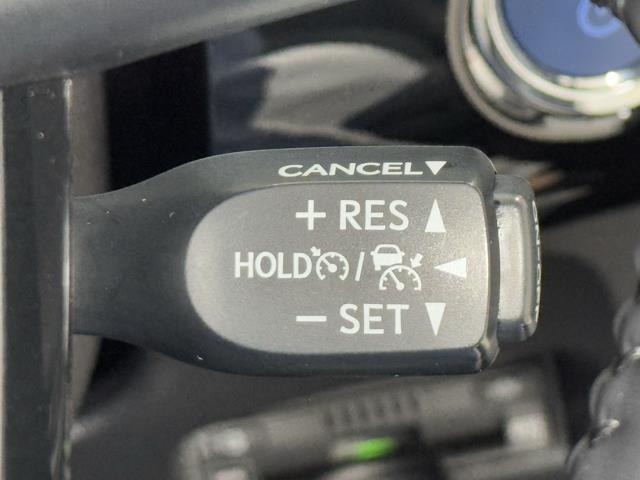 CANCEL▼
+ RES ▲
HOLD / ◀
− SET ▼